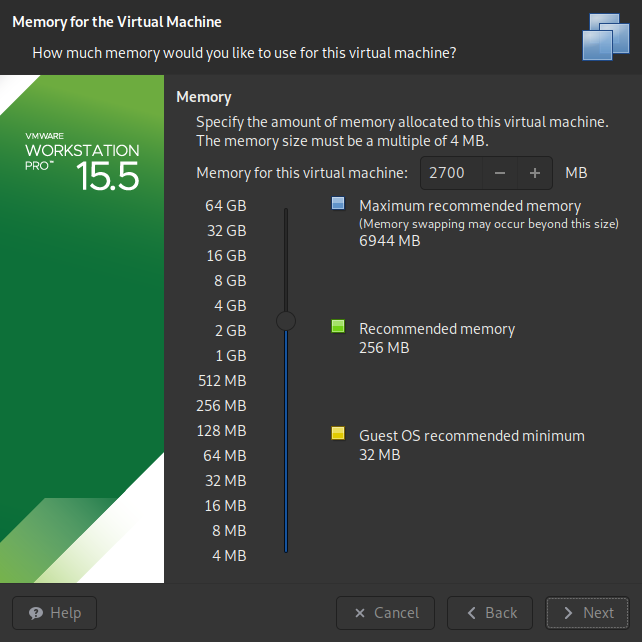 Memory for the Virtual Machine
How much memory would you like to use for this virtual machine?
VMWARE
WORKSTATION
PRO™
15.5
Memory
Specify the amount of memory allocated to this virtual machine.
The memory size must be a multiple of 4 MB.
Memory for this virtual machine: 2700 − + MB
64 GB
32 GB
16 GB
8 GB
4 GB
2 GB
1 GB
512 MB
256 MB
128 MB
64 MB
32 MB
16 MB
8 MB
4 MB
Maximum recommended memory
(Memory swapping may occur beyond this size)
6944 MB
Recommended memory
256 MB
Guest OS recommended minimum
32 MB
Help
Cancel
Back
Next